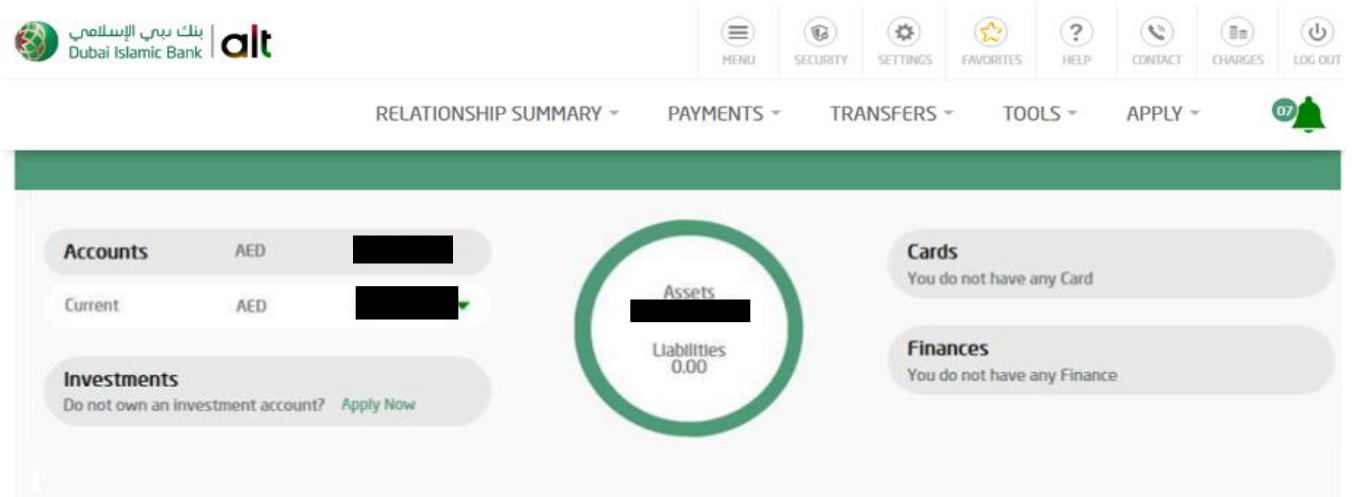 بنك دبي الإسلامي
Dubai Islamic Bank
alt
MENU
SECURITY
SETTINGS
FAVORITES
HELP
CONTACT
CHARGES
LOG OUT
RELATIONSHIP SUMMARY
PAYMENTS
TRANSFERS
TOOLS
APPLY
07
Accounts AED
Current AED
Investments
Do not own an investment account? Apply Now
Assets
Liabilities
0.00
Cards
You do not have any Card
Finances
You do not have any Finance